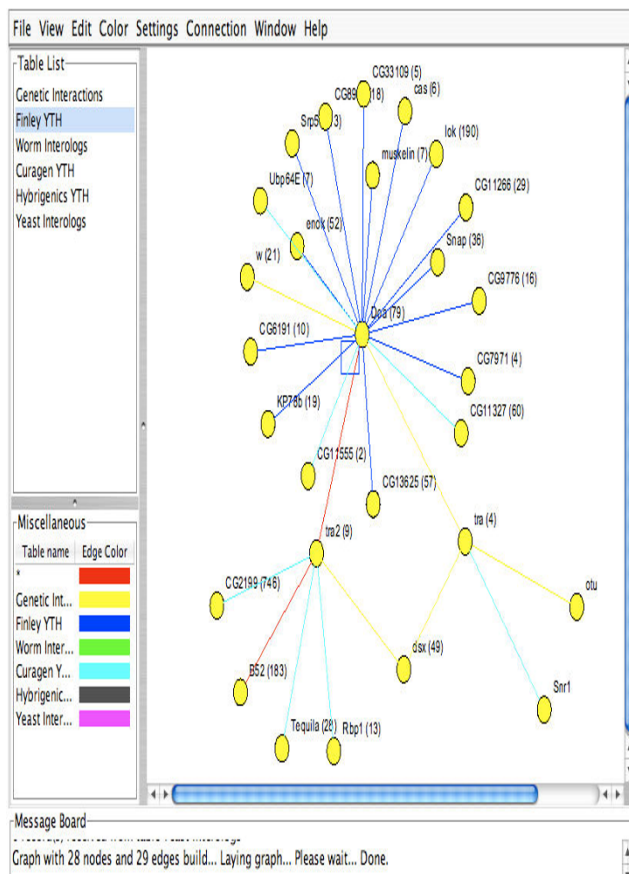 File View Edit Color Settings Connection Window Help
Table List
Genetic Interactions
Finley YTH
Worm Interologs
Curagen YTH
Hybrigenics YTH
Yeast Interologs
CG33109 (5)
cas (6)
lok (190)
muskelin (7)
Ubp64E (7)
CG11266 (29)
enok (52)
Snap (36)
w (21)
CG9776 (16)
(79)
CG6191 (10)
CG7971 (4)
KP78b (19)
CG11327 (60)
CG11555 (2)
CG13625 (57)
tra2 (9)
tra (4)
CG2199 (746)
otu
dsx (49)
B52 (183)
Snr1
Tequila (28)
Rbp1 (13)
Miscellaneous
Table name Edge Color
*
Genetic Int...
Finley YTH
Worm Inter...
Curagen Y...
Hybrigenic...
Yeast Inter...
Message Board
Graph with 28 nodes and 29 edges build... Laying graph... Please wait... Done.